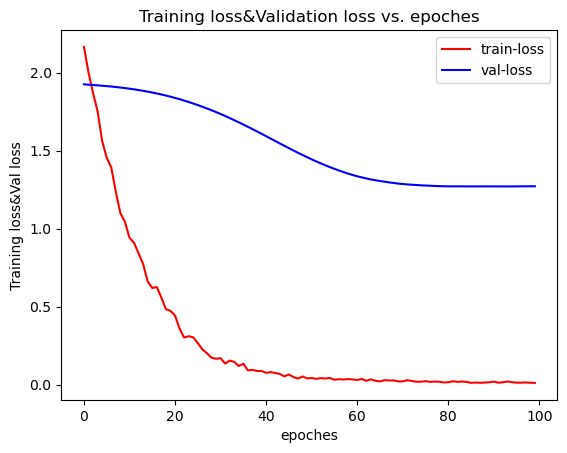 Training loss&Validation loss vs. epoches
train-loss
val-loss
Training loss&Val loss
2.0
1.5
1.0
0.5
0.0
0
20
40
60
80
100
epoches